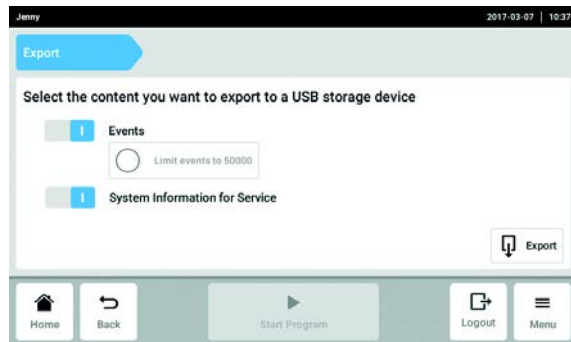 Jenny 2017-03-07 | 10:37
Export
Select the content you want to export to a USB storage device
Events
Limit events to 50000
System Information for Service
Export
Home Back Start Program Logout Menu